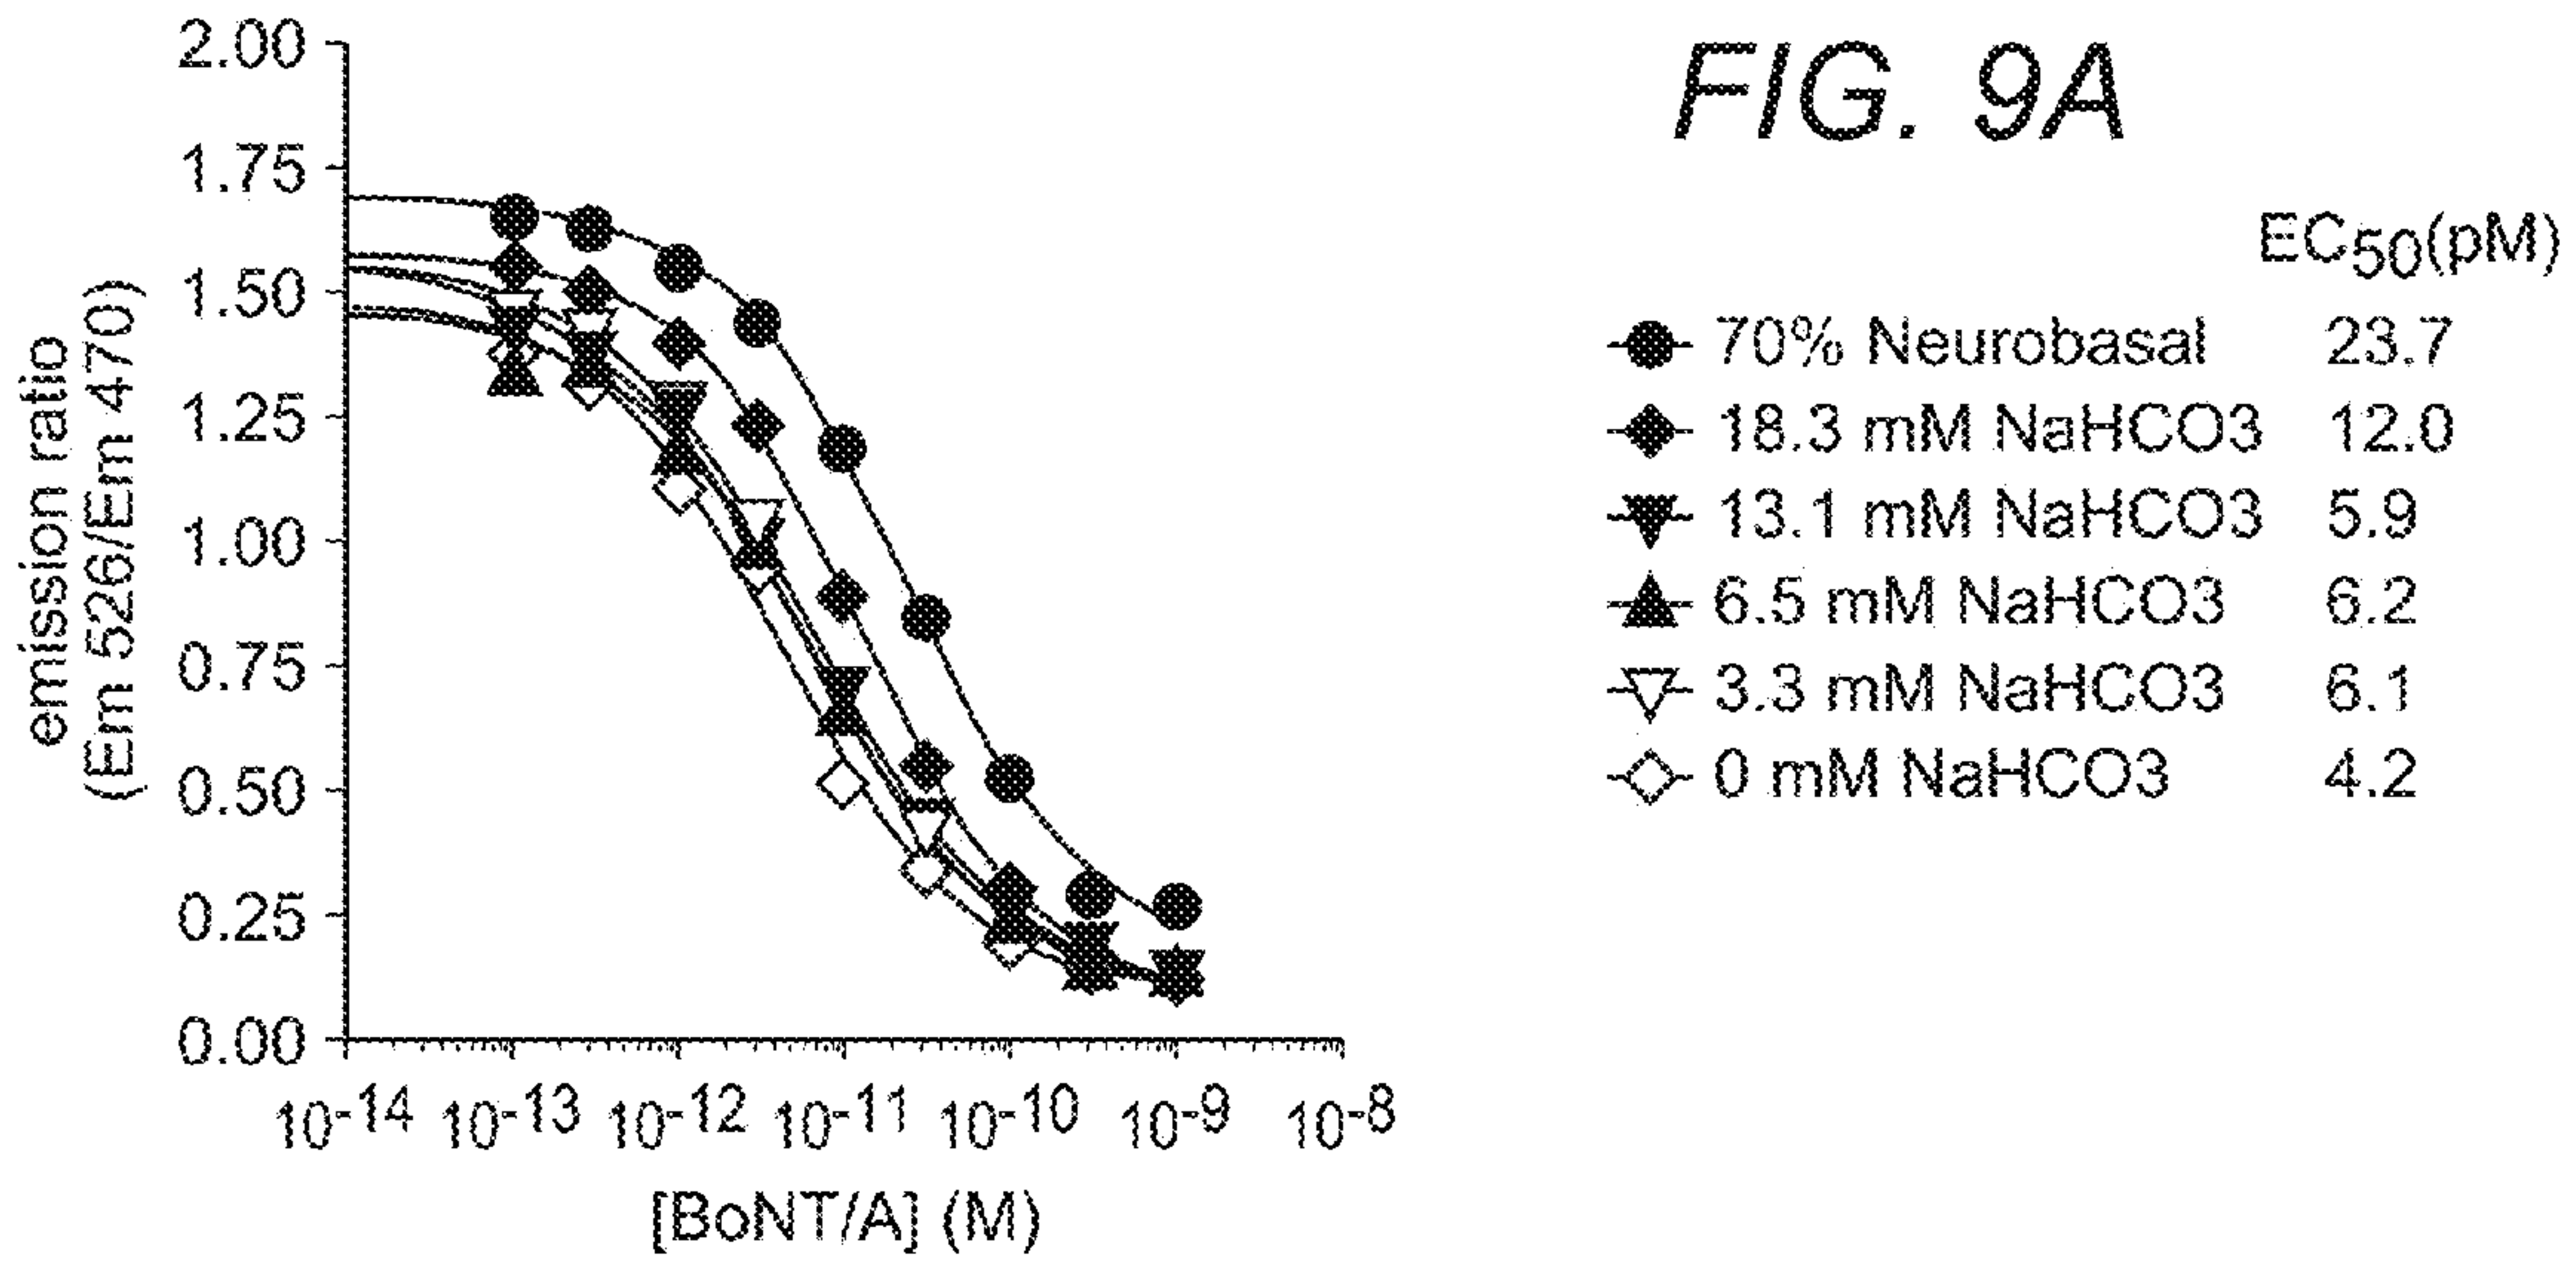 FIG. 9A
2.00
1.75
1.50
1.25
1.00
0.75
0.50
0.25
0.00
emission ratio
(Em 526/Em 470)
10-14 10-13 10-12 10-11 10-10 10-9 10-8
[BoNT/A] (M)
EC50(pM)
70% Neurobasal 23.7
18.3 mM NaHCO3 12.0
13.1 mM NaHCO3 5.9
6.5 mM NaHCO3 6.2
3.3 mM NaHCO3 6.1
0 mM NaHCO3 4.2